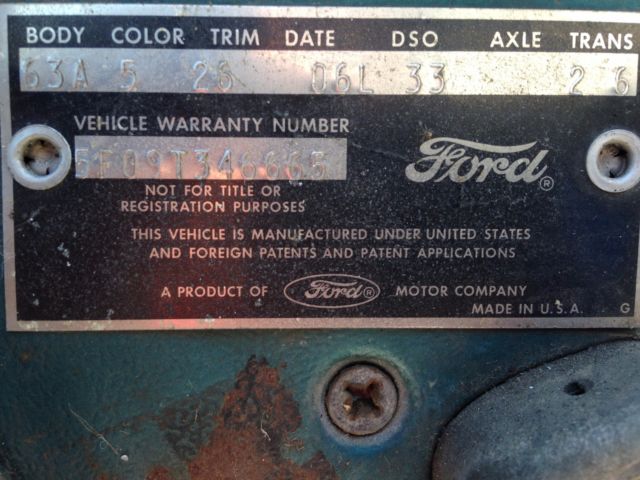 BODY COLOR TRIM DATE DSO AXLE TRANS
63A 5 26 06L 33 2 6
VEHICLE WARRANTY NUMBER
5F09T346665
Ford®
NOT FOR TITLE OR
REGISTRATION PURPOSES
THIS VEHICLE IS MANUFACTURED UNDER UNITED STATES
AND FOREIGN PATENTS AND PATENT APPLICATIONS
A PRODUCT OF Ford® MOTOR COMPANY
MADE IN U.S.A. G